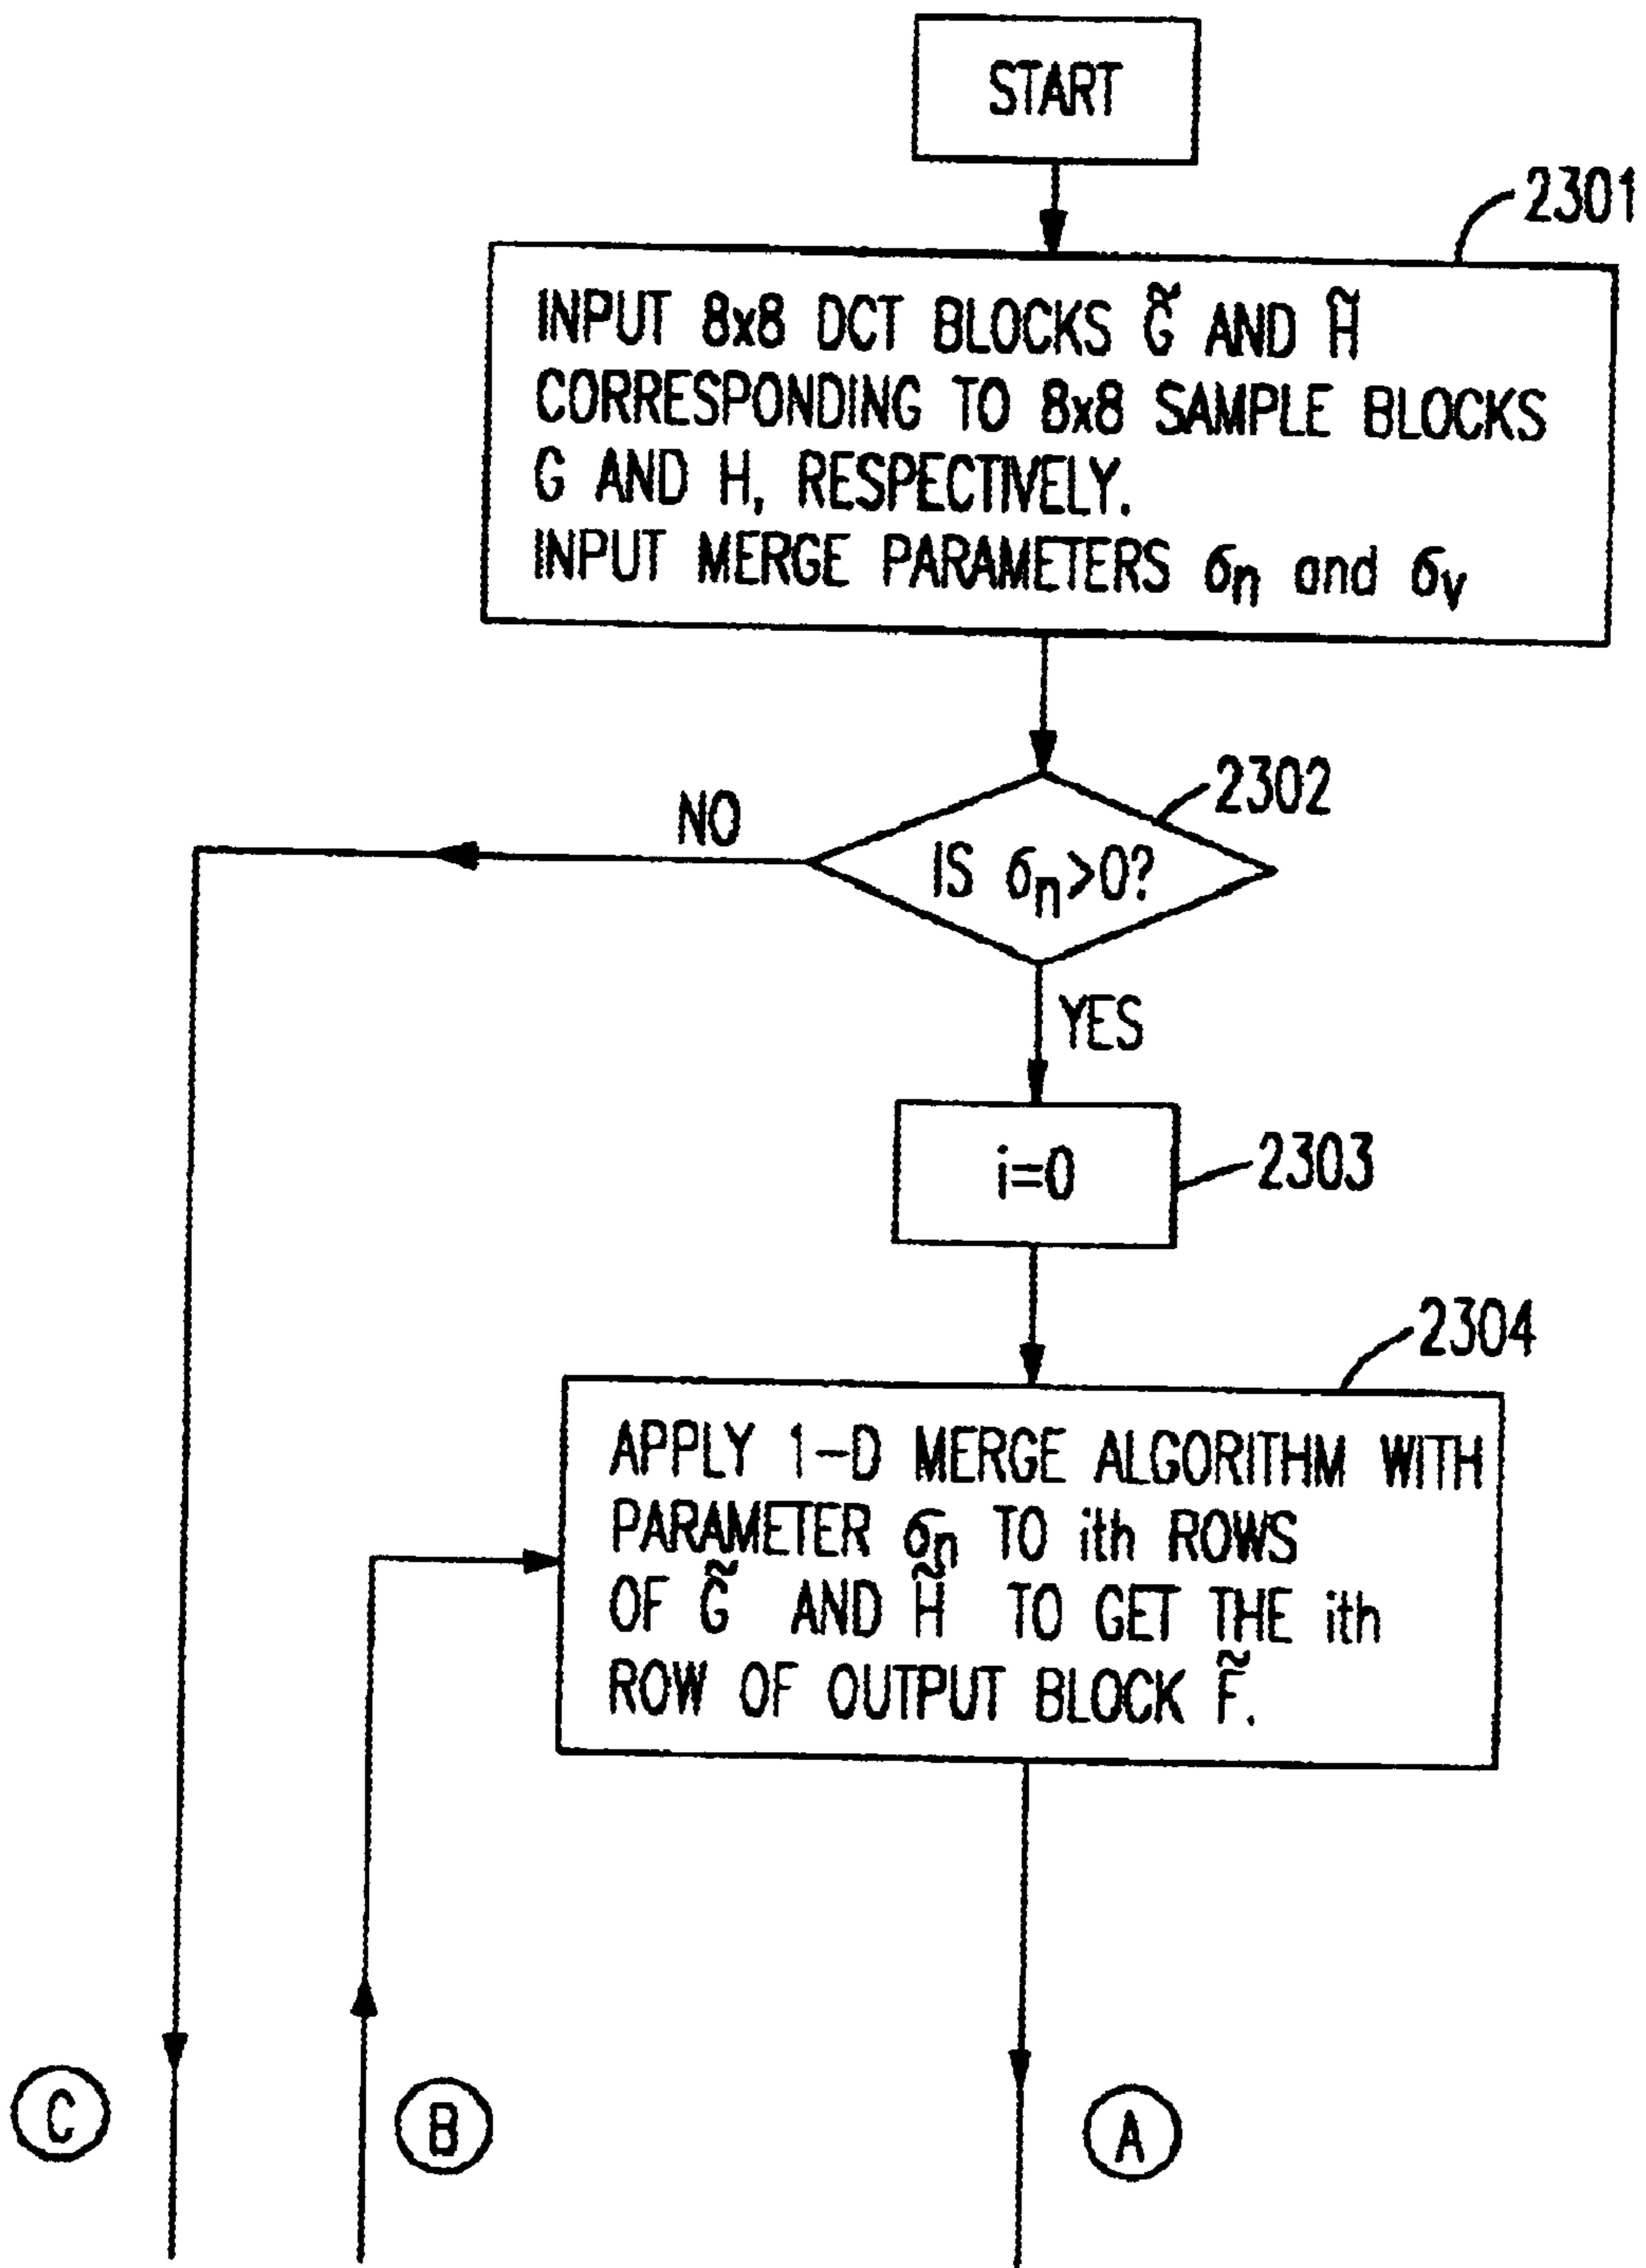 START
2301
INPUT 8x8 DCT BLOCKS G̃ AND H̃
CORRESPONDING TO 8x8 SAMPLE BLOCKS
G AND H, RESPECTIVELY.
INPUT MERGE PARAMETERS σn and σv
2302
NO
IS σn>0?
YES
i=0
2303
2304
APPLY 1-D MERGE ALGORITHM WITH
PARAMETER σn TO ith ROWS
OF G̃ AND H̃ TO GET THE ith
ROW OF OUTPUT BLOCK F̃.
C
B
A